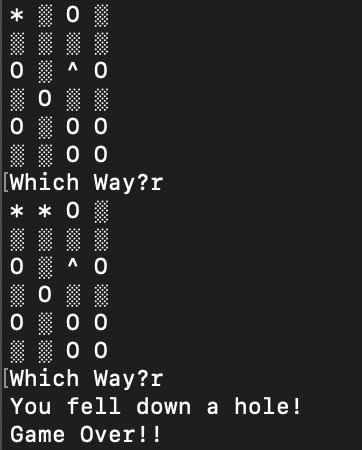 * ▒ O ▒
▒ ▒ ▒ ▒
O ▒ ^ O
▒ O ▒ ▒
O ▒ O O
▒ ▒ O O
[Which Way?r
* * O ▒
▒ ▒ ▒ ▒
O ▒ ^ O
▒ O ▒ ▒
O ▒ O O
▒ ▒ O O
[Which Way?r
You fell down a hole!
Game Over!!